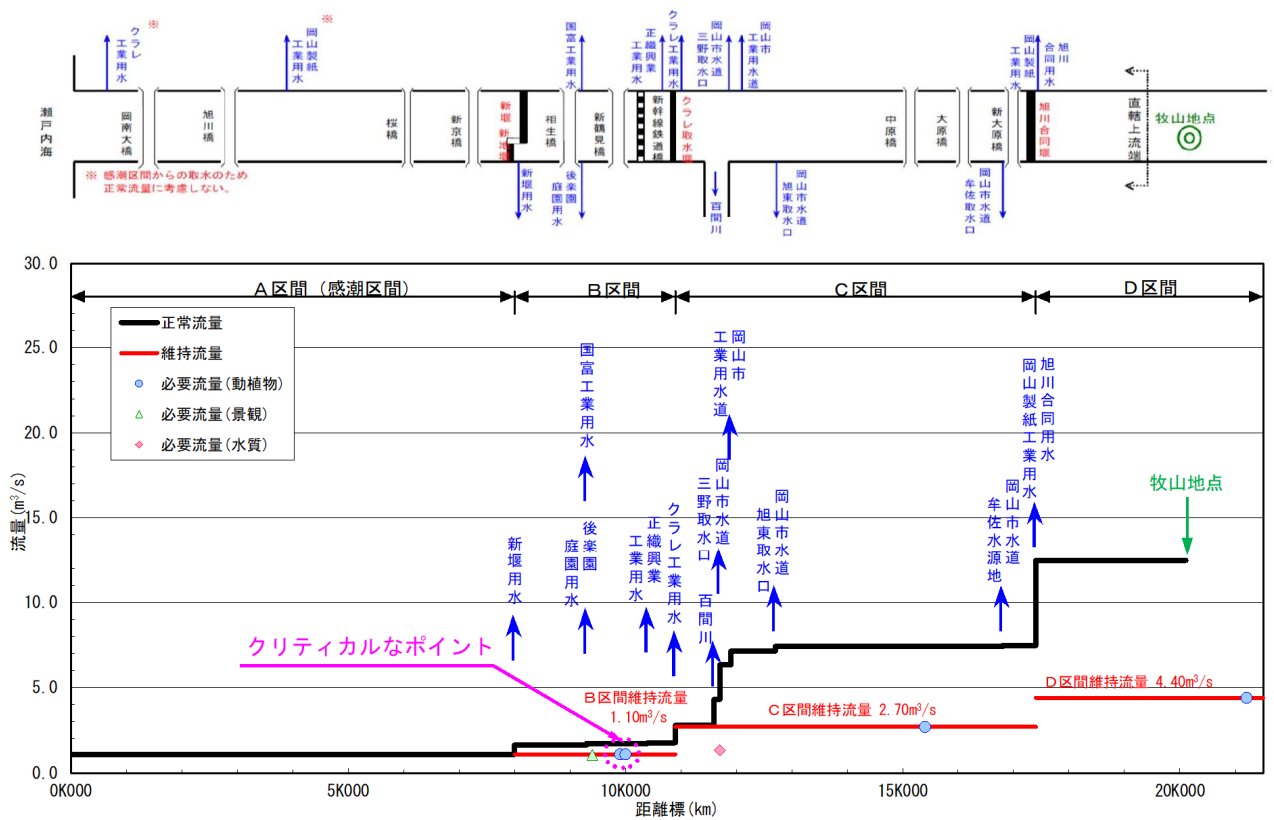 クラレ
工業用水
※
岡山製紙
工業用水
※
国富工業用水
正織興業
工業用水
クラレ工業用水
岡山市水道
三野取水口
岡山市
工業用水道
岡山製紙
工業用水
旭川
合同用水
瀬戸内海
岡南大橋
旭川橋
桜橋
新京橋
新堰
新地堰
相生橋
新鶴見橋
新幹線鉄道橋
クラレ取水堰
中原橋
大原橋
新大原橋
旭川合同堰
直轄上流端
牧山地点
※ 感潮区間からの取水のため
正常流量に考慮しない。
新堰用水
後楽園
庭園用水
百間川
岡山市水道
旭東取水口
岡山市水道
牟佐取水口
30.0
25.0
20.0
15.0
10.0
5.0
0.0
流量(m³/s)
A区間(感潮区間)
B区間
C区間
D区間
正常流量
維持流量
必要流量(動植物)
必要流量(景観)
必要流量(水質)
新堰用水
国富工業用水
後楽園
庭園用水
正織興業
工業用水
クラレ工業用水
百間川
岡山市水道
三野取水口
岡山市
工業用水道
岡山市水道
旭東取水口
岡山市水道
牟佐水源地
旭川合同用水
岡山製紙工業用水
牧山地点
クリティカルなポイント
B区間維持流量
1.10m³/s
C区間維持流量 2.70m³/s
D区間維持流量 4.40m³/s
0K000
5K000
10K000
15K000
20K000
距離標(km)